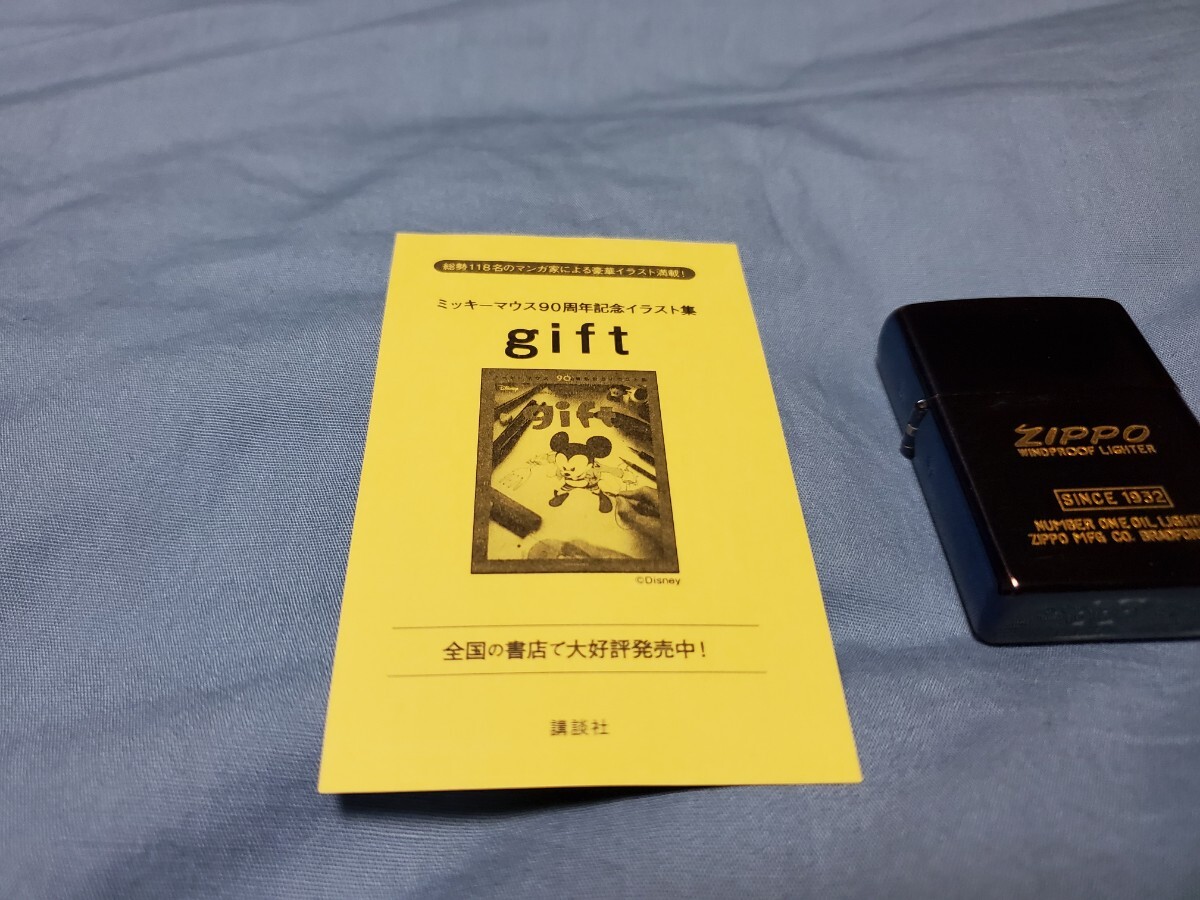 総勢118名のマンガ家による豪華イラスト満載!
ミッキーマウス90周年記念イラスト集
gift
Disney
90
gift
©Disney
全国の書店で大好評発売中!
講談社
ZIPPO
WINDPROOF LIGHTER
SINCE 1932
NUMBER ONE OIL LIGHT
ZIPPO MFG CO. BRADFOR